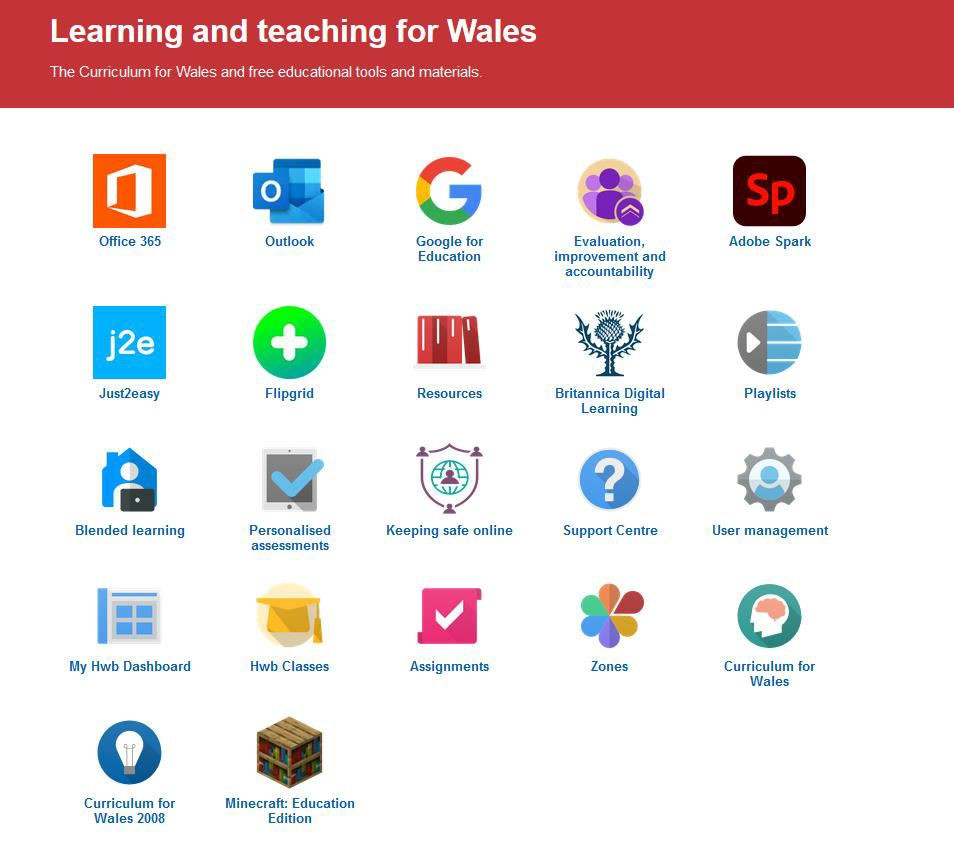 Learning and teaching for Wales
The Curriculum for Wales and free educational tools and materials.
Office 365
O
Outlook
Google for
Education
Evaluation,
improvement and
accountability
Sp
Adobe Spark
j2e
Just2easy
Flipgrid
Resources
Britannica Digital
Learning
Playlists
Blended learning
Personalised
assessments
Keeping safe online
?
Support Centre
User management
My Hwb Dashboard
Hwb Classes
Assignments
Zones
Curriculum for
Wales
Curriculum for
Wales 2008
Minecraft: Education
Edition